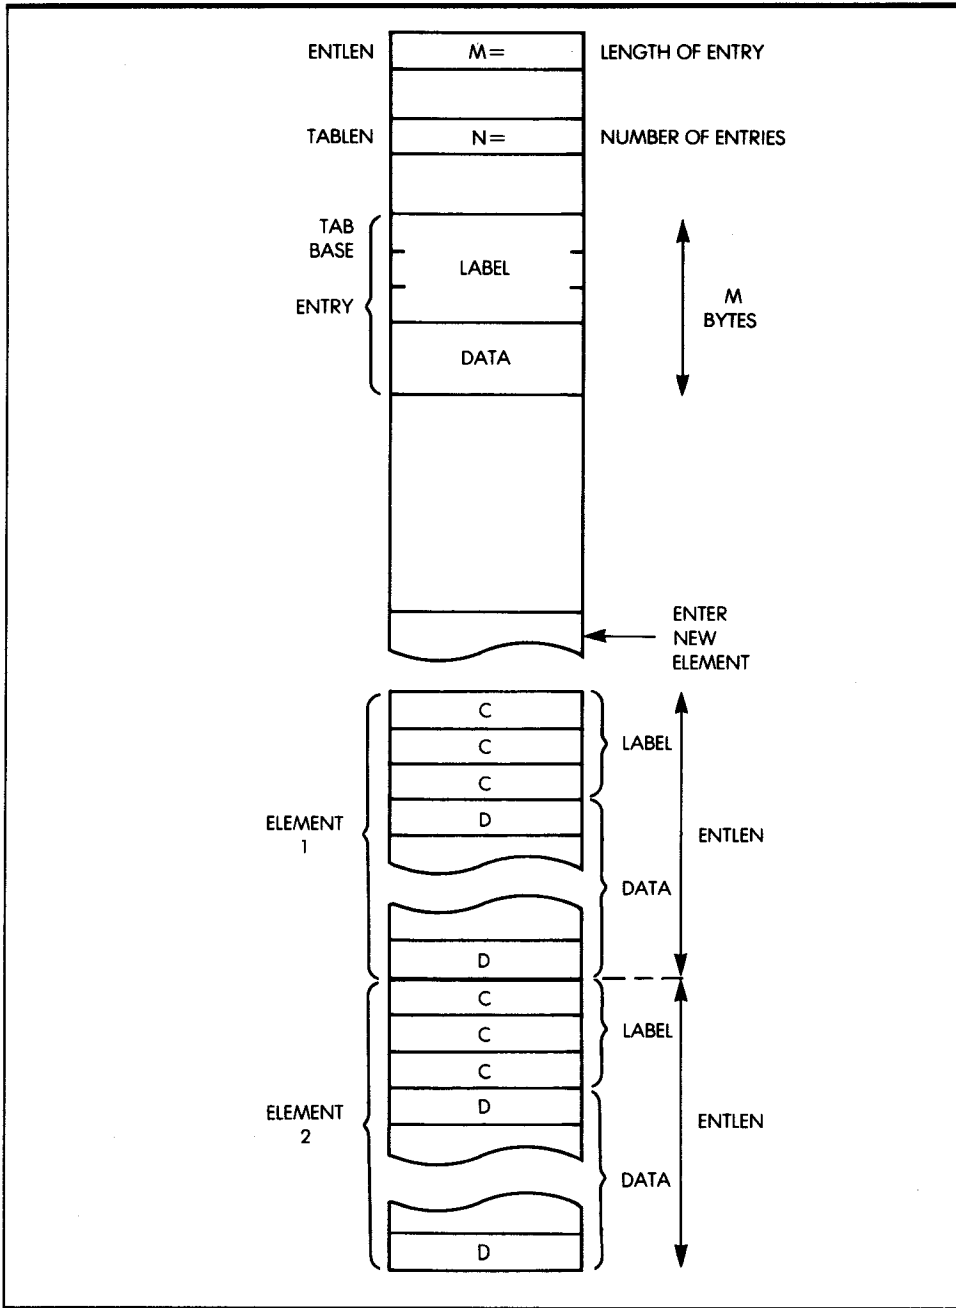 ENTLEN M= LENGTH OF ENTRY
TABLEN N= NUMBER OF ENTRIES
TAB
BASE
LABEL
ENTRY
M
BYTES
DATA
ENTER
NEW
ELEMENT
C
LABEL
C
C
ELEMENT
1
D
ENTLEN
DATA
D
C
LABEL
C
C
ELEMENT
2
D
ENTLEN
DATA
D